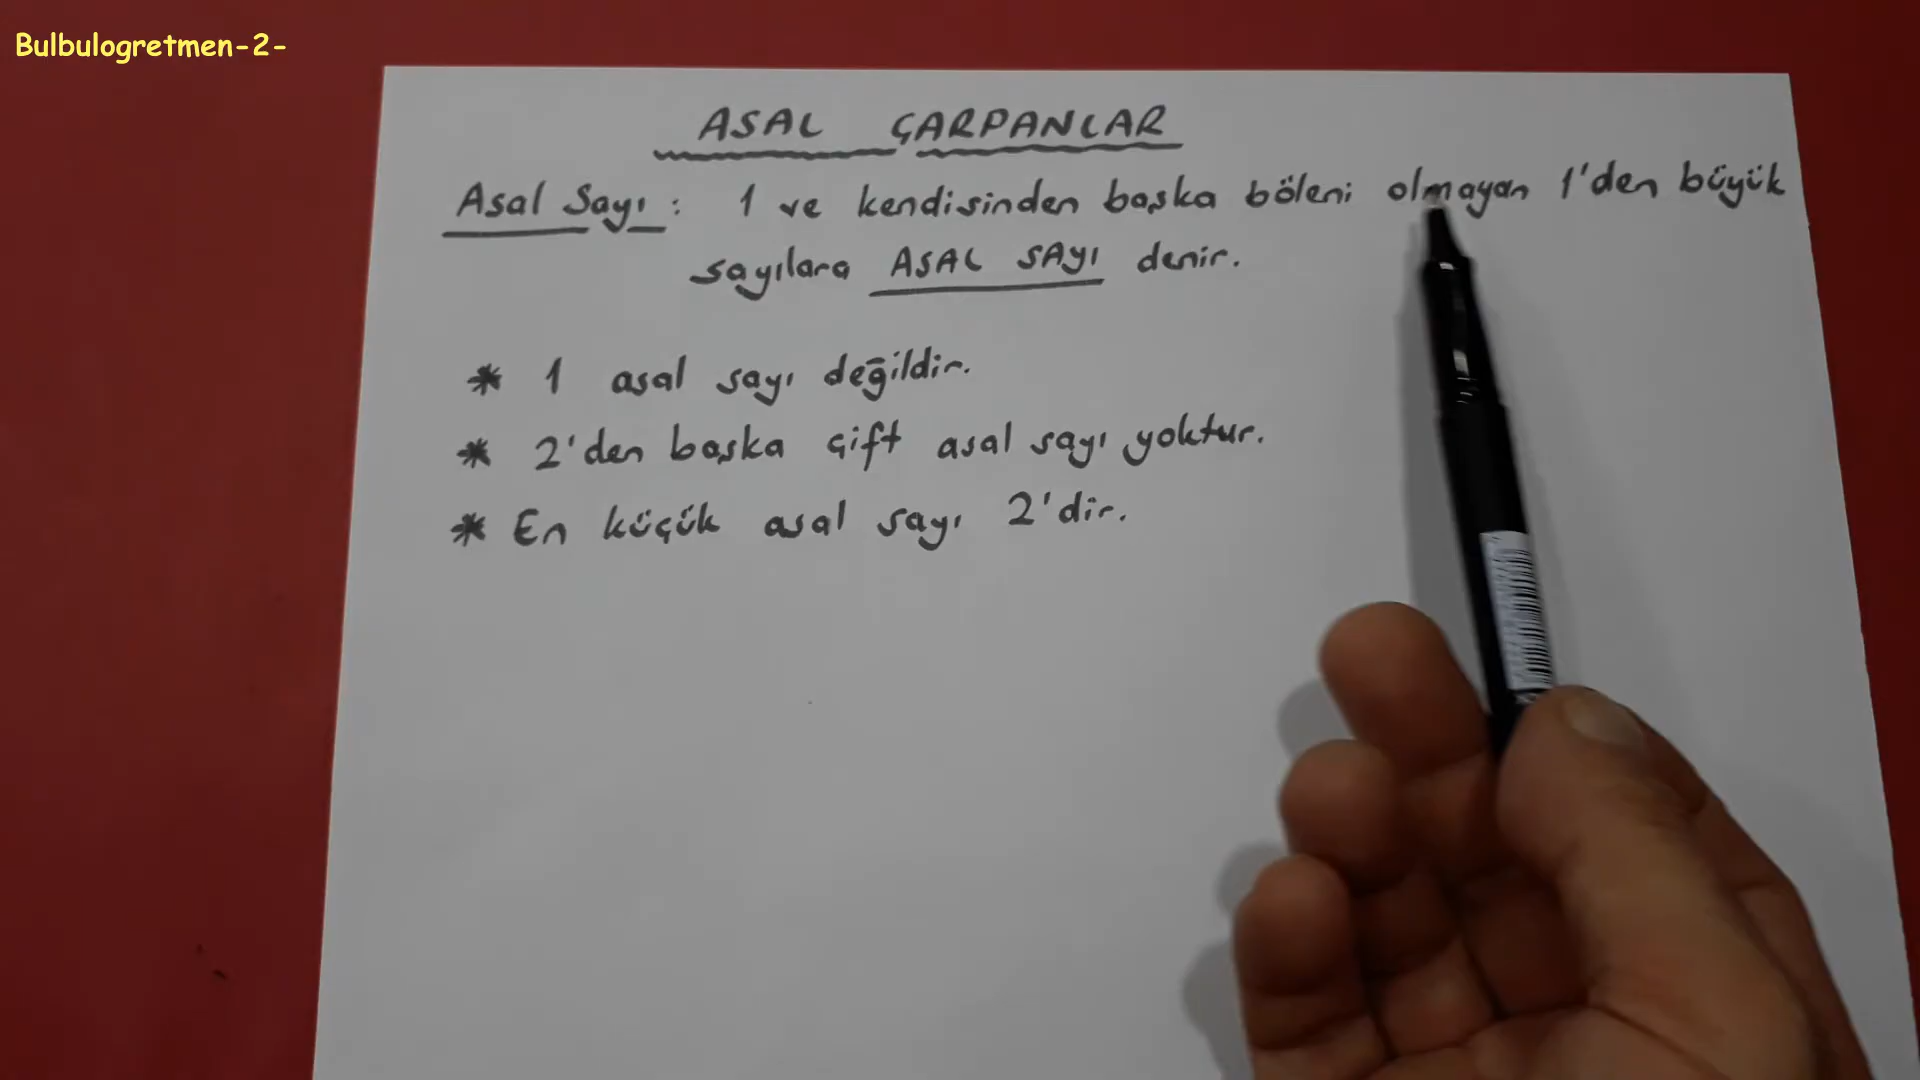 Bulbulogretmen-2-
ASAL ÇARPANLAR
Asal Sayı: 1 ve kendisinden başka böleni olmayan 1'den büyük
sayılara ASAL SAYI denir.
* 1 asal sayı değildir.
* 2'den başka çift asal sayı yoktur.
* En küçük asal sayı 2'dir.